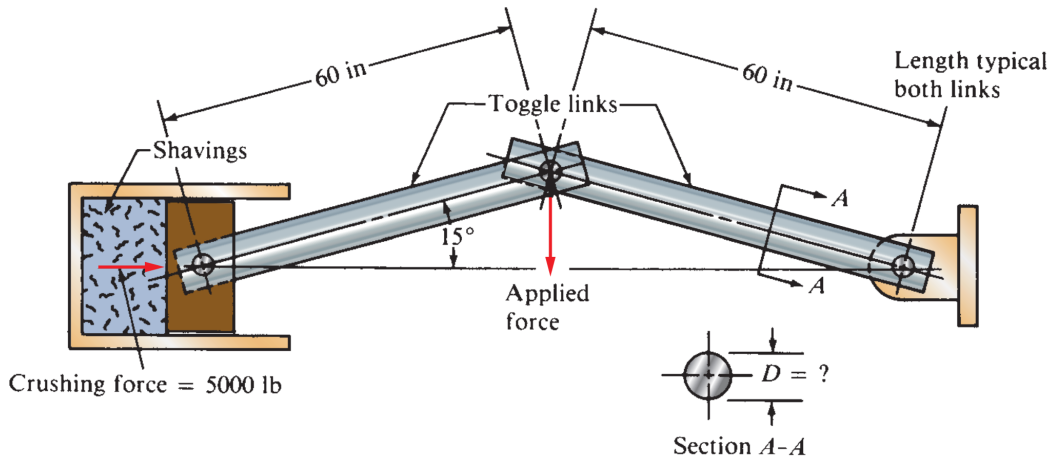 60 in
60 in
Length typical
both links
Toggle links
Shavings
A
15°
A
Applied
force
Crushing force = 5000 lb
D = ?
Section A-A